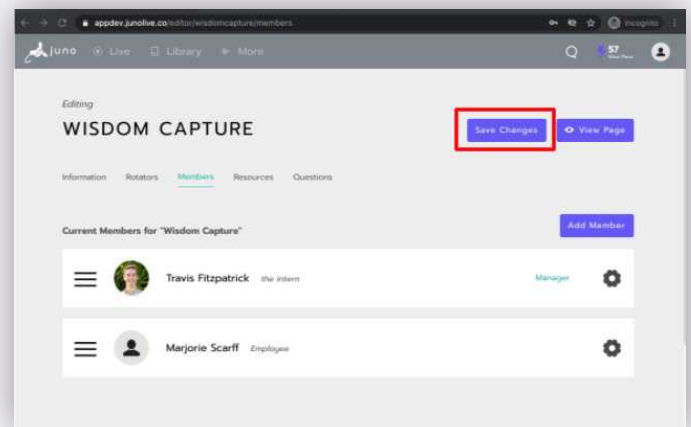 appdev.junolive.co/editor/wisdomcapture/members
Incognito
juno Live Library More
57
Editing
WISDOM CAPTURE
Save Changes
View Page
Information Rotators Members Resources Questions
Current Members for "Wisdom Capture"
Add Member
Travis Fitzpatrick the intern Manager
Marjorie Scarff Employee